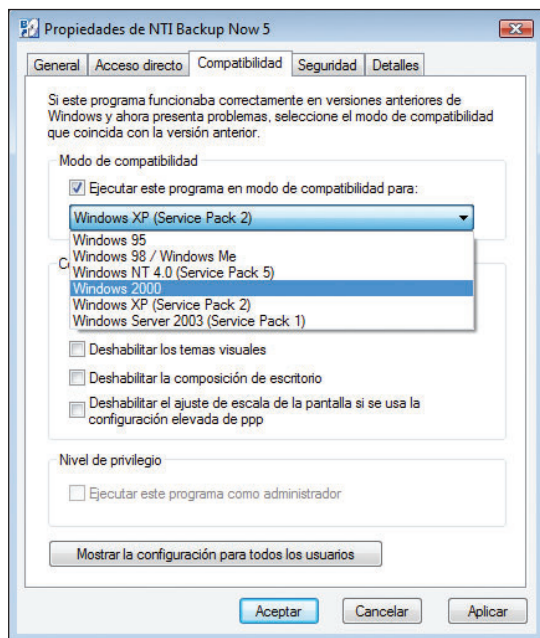 Propiedades de NTI Backup Now 5
General Acceso directo Compatibilidad Seguridad Detalles
Si este programa funcionaba correctamente en versiones anteriores de
Windows y ahora presenta problemas, seleccione el modo de compatibilidad
que coincida con la versión anterior.
Modo de compatibilidad
Ejecutar este programa en modo de compatibilidad para:
Windows XP (Service Pack 2)
Windows 95
Windows 98 / Windows Me
Windows NT 4.0 (Service Pack 5)
Windows 2000
Windows XP (Service Pack 2)
Windows Server 2003 (Service Pack 1)
Deshabilitar los temas visuales
Deshabilitar la composición de escritorio
Deshabilitar el ajuste de escala de la pantalla si se usa la
configuración elevada de ppp
Nivel de privilegio
Ejecutar este programa como administrador
Mostrar la configuración para todos los usuarios
Aceptar Cancelar Aplicar